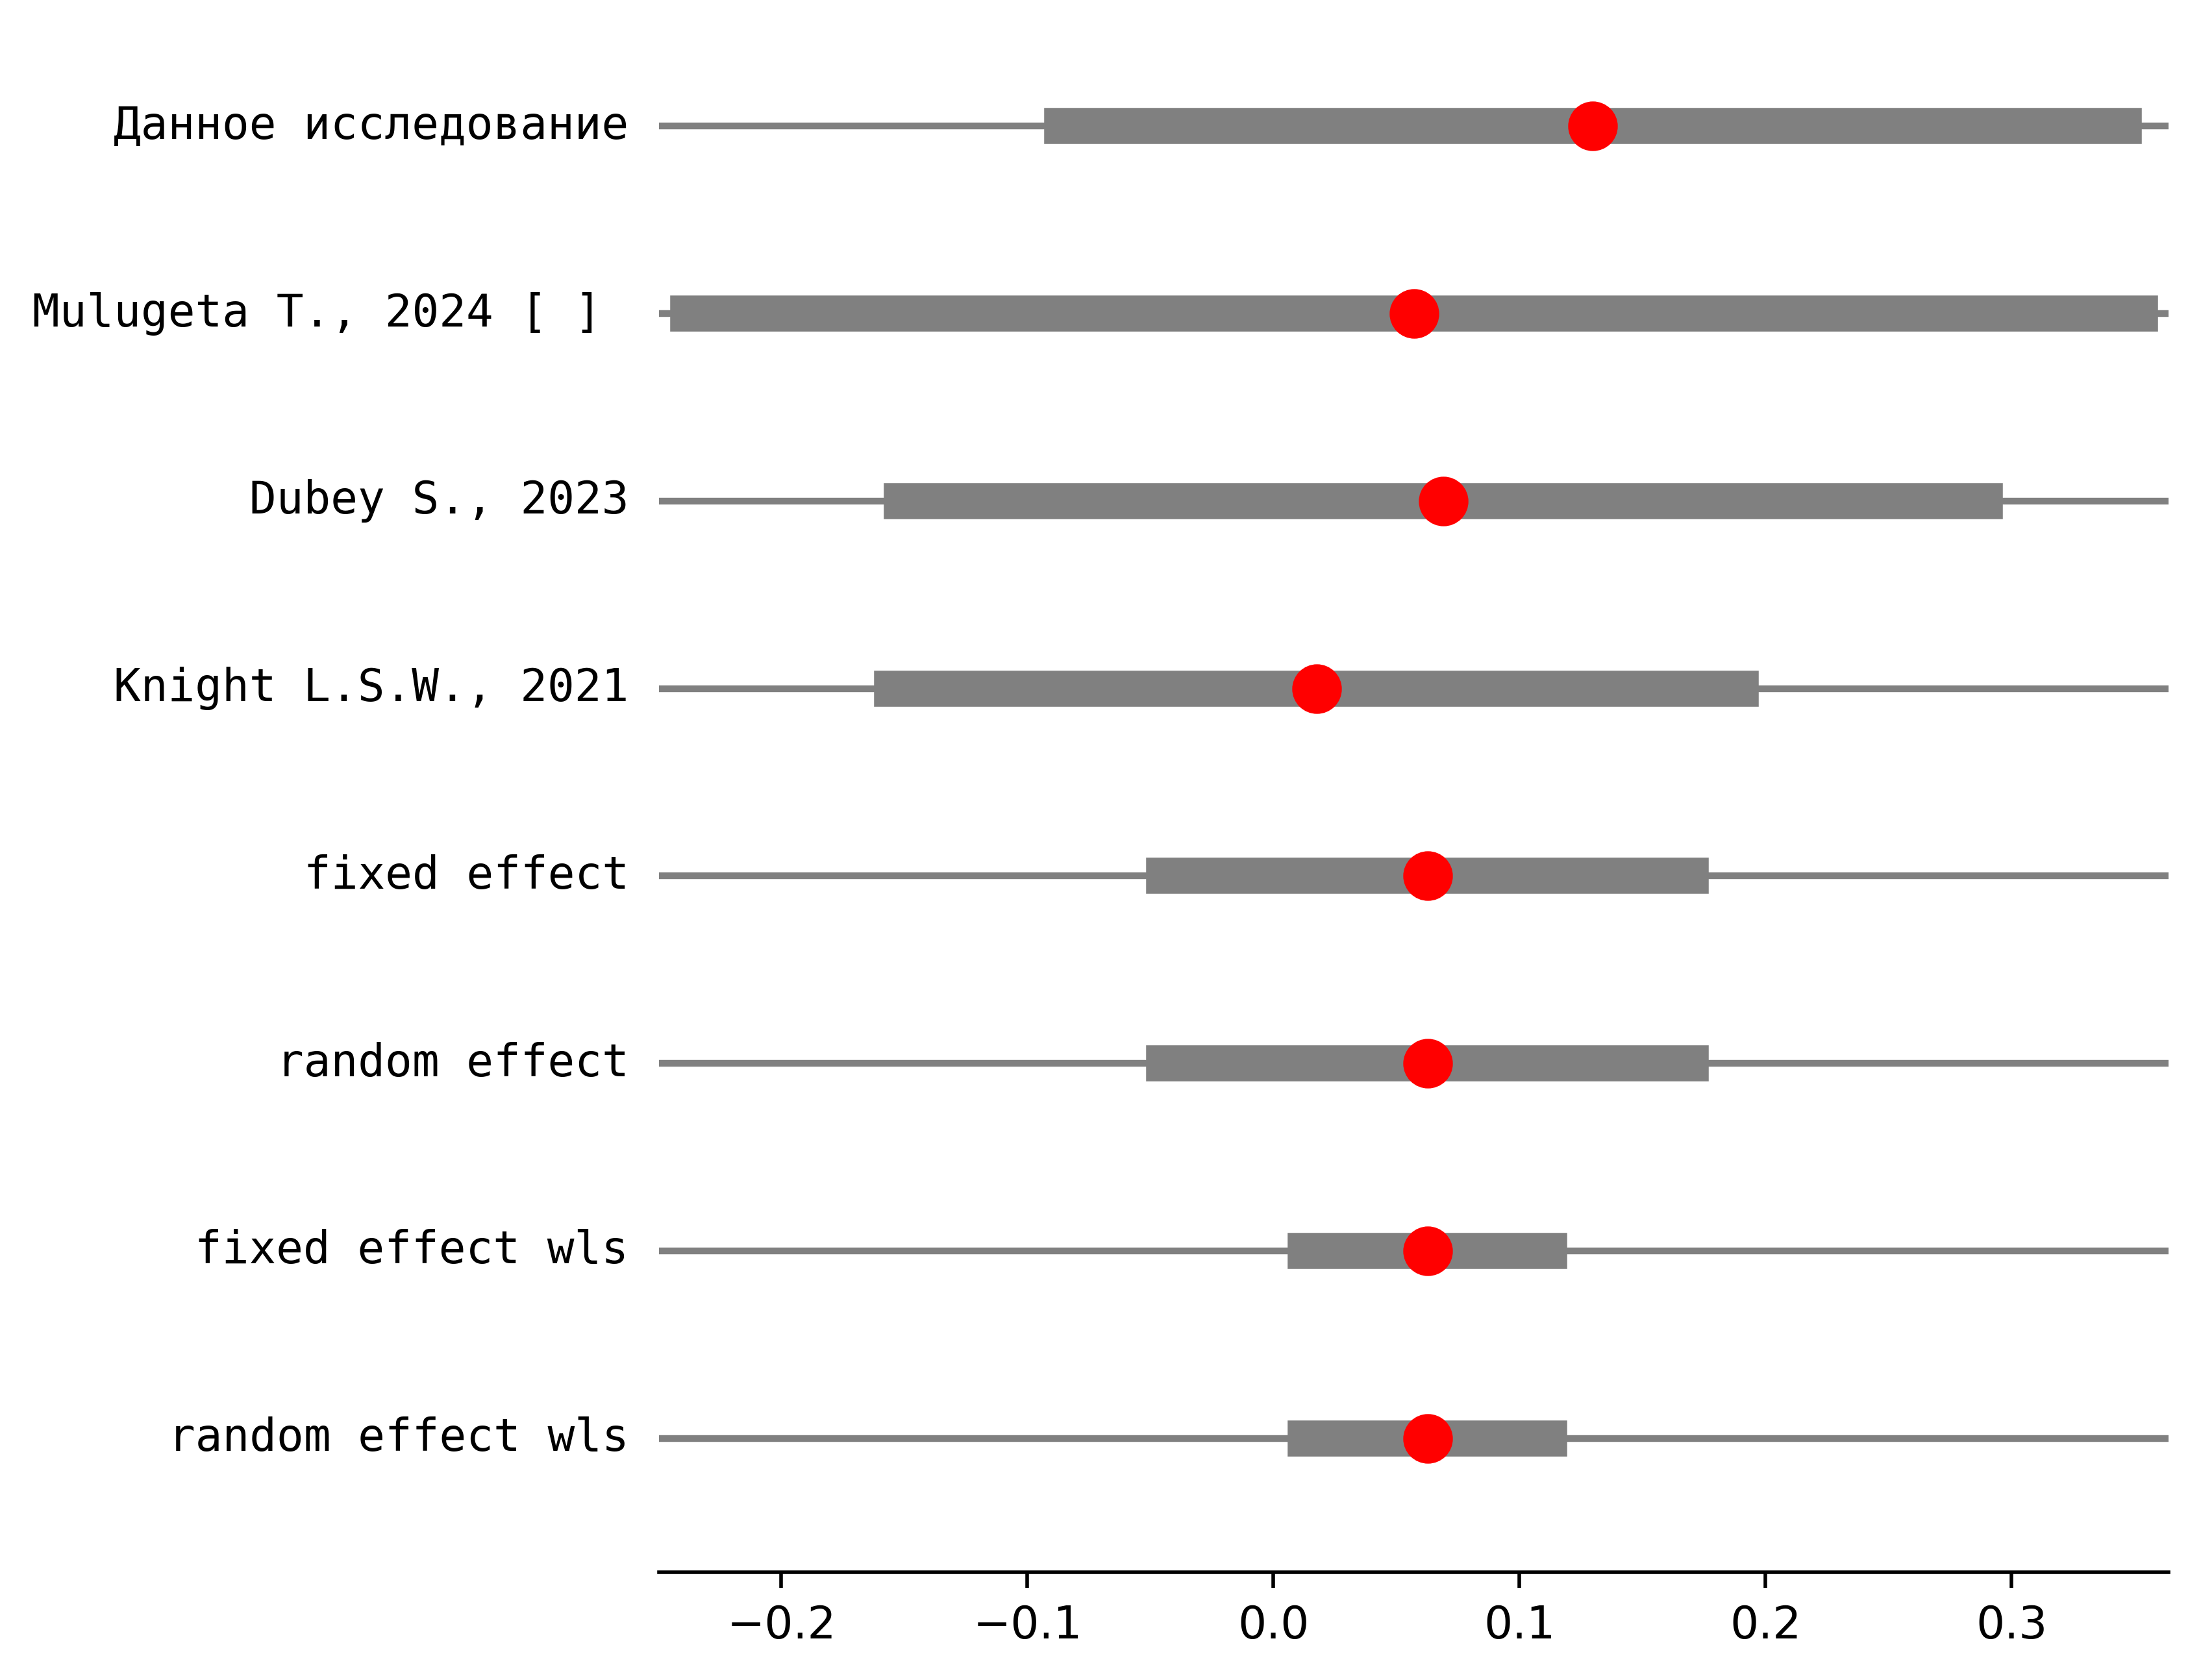 Данное исследование
Mulugeta T., 2024 [ ]
Dubey S., 2023
Knight L.S.W., 2021
fixed effect
random effect
fixed effect wls
random effect wls
−0.2 −0.1 0.0 0.1 0.2 0.3